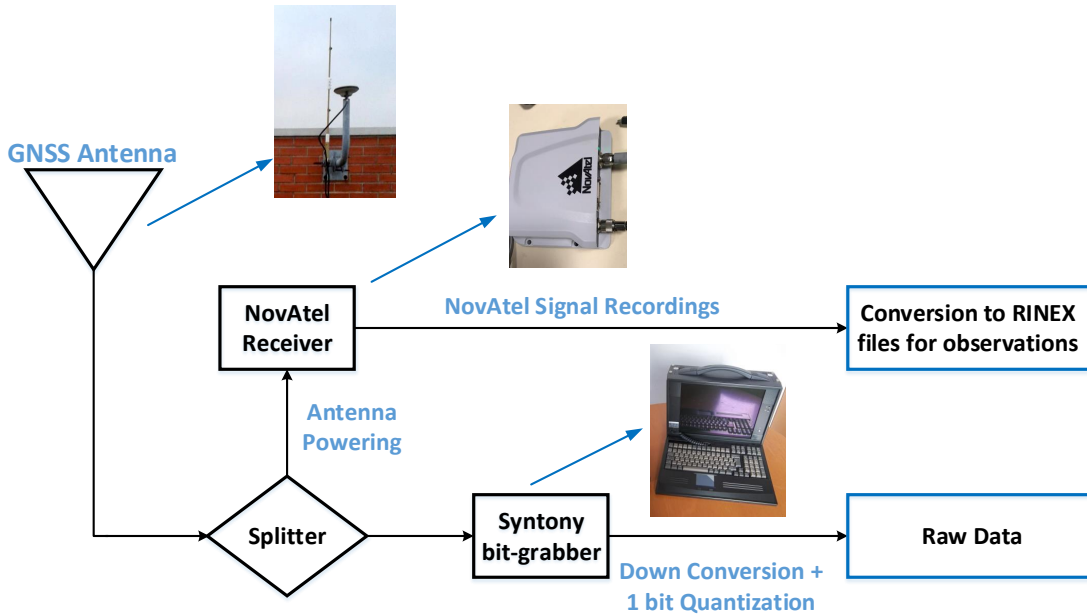 GNSS Antenna
NovAtel
NovAtel
Receiver
NovAtel Signal Recordings
Conversion to RINEX
files for observations
Antenna
Powering
Splitter
Syntony
bit-grabber
Raw Data
Down Conversion +
1 bit Quantization